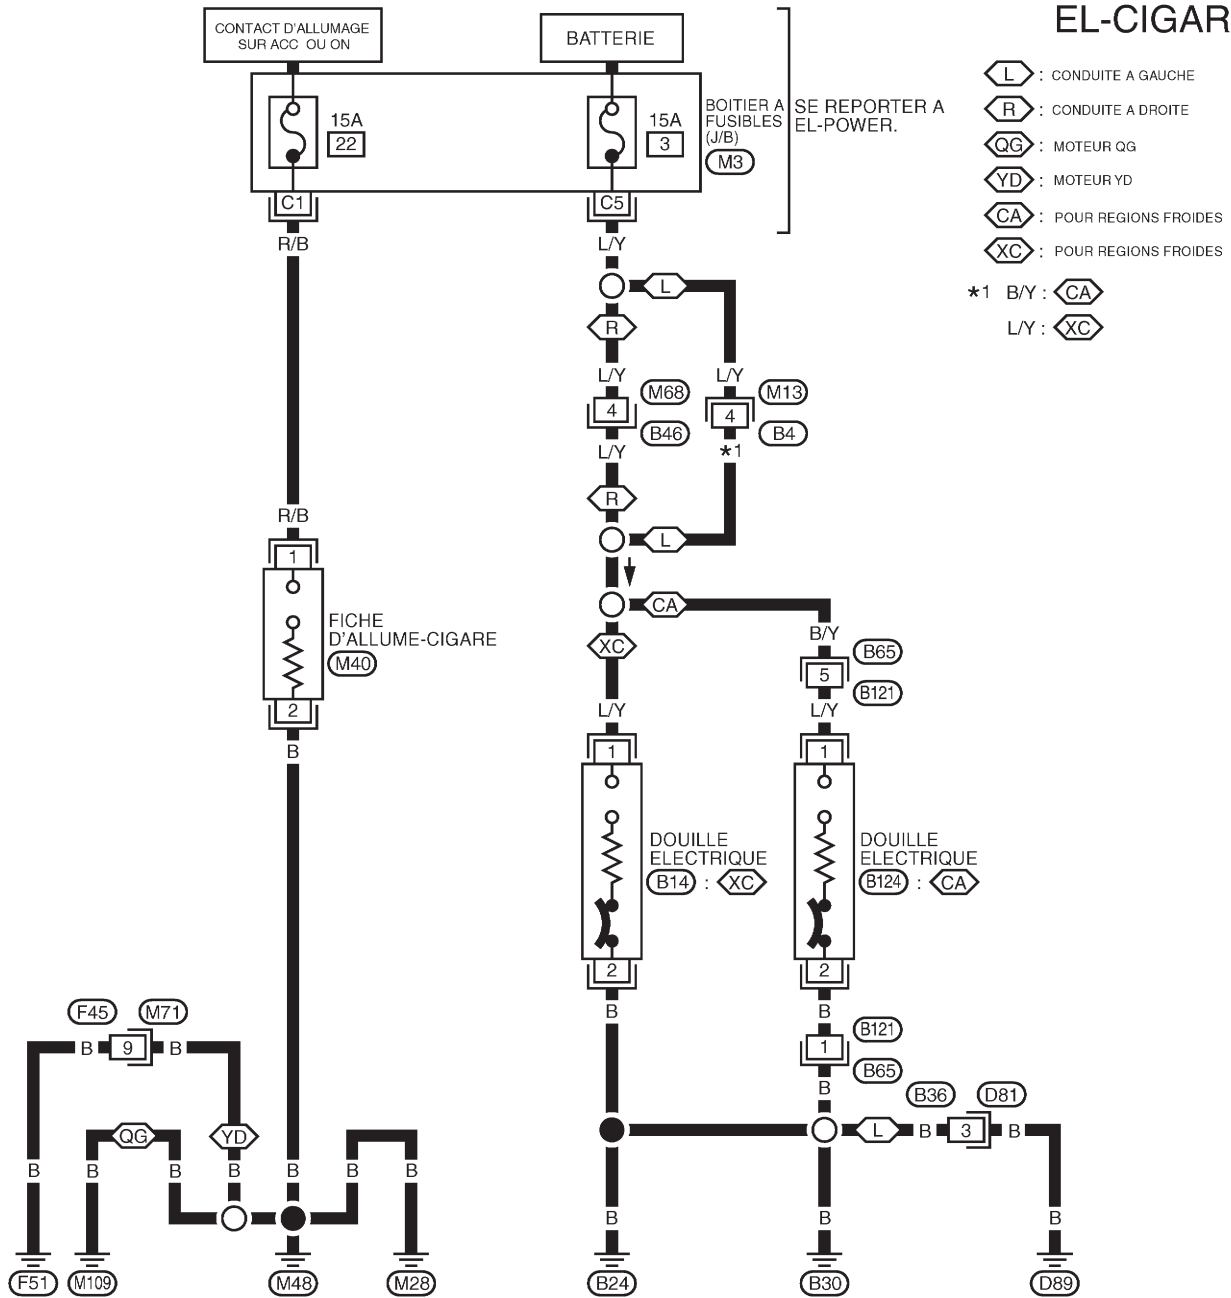 EL-CIGAR
CONTACT D'ALLUMAGE
SUR ACC OU ON
BATTERIE
15A
22
15A
3
BOITIER A
FUSIBLES
(J/B)
M3
SE REPORTER A
EL-POWER.
L : CONDUITE A GAUCHE
R : CONDUITE A DROITE
QG : MOTEUR QG
YD : MOTEUR YD
CA : POUR REGIONS FROIDES
XC : POUR REGIONS FROIDES
*1 B/Y : CA
L/Y : XC
C1
C5
R/B
L/Y
L
R
L/Y
L/Y
4
M68
B46
4
M13
B4
L/Y
*1
R
L
R/B
1
FICHE
D'ALLUME-CIGARE
M40
2
B
CA
XC
B/Y
5
B65
B121
L/Y
L/Y
1
1
DOUILLE
ELECTRIQUE
B14 : XC
DOUILLE
ELECTRIQUE
B124 : CA
2
2
B
B
1
B121
B65
B
F45
M71
B
9
B
QG
YD
B36
D81
L
B
3
B
B
B
B
B
B
B
B
B
B
B
F51
M109
M48
M28
B24
B30
D89